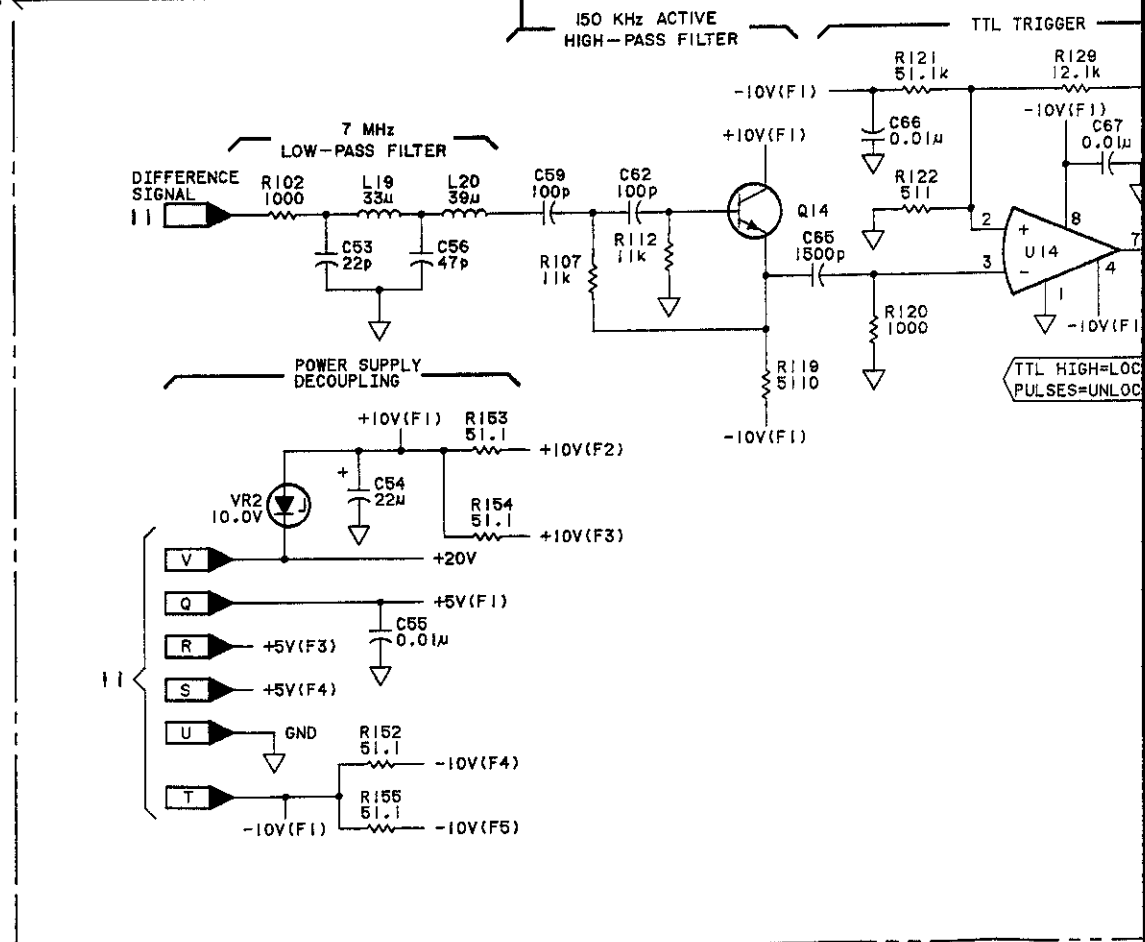 150 KHz ACTIVE
HIGH-PASS FILTER
TTL TRIGGER
R121
51.1k
R129
12.1k
-10V(F1)
-10V(F1)
C66
0.01µ
C67
0.01µ
+10V(F1)
7 MHz
LOW-PASS FILTER
DIFFERENCE
SIGNAL
11
R102
1000
L19
33µ
L20
39µ
C59
100p
C62
100p
Q14
R122
511
2
+
8
U14
7
3
-
4
1
C53
22p
C56
47p
R107
11k
R112
11k
C65
1500p
R120
1000
-10V(F1
R119
5110
-10V(F1)
TTL HIGH=LOC
PULSES=UNLOC
POWER SUPPLY
DECOUPLING
+10V(F1)
R153
51.1
+10V(F2)
+
C54
22µ
VR2
10.0V
R154
51.1
+10V(F3)
V
+20V
Q
+5V(F1)
C55
0.01µ
R
+5V(F3)
11
S
+5V(F4)
U
GND
R152
51.1
-10V(F4)
T
-10V(F1)
R155
51.1
-10V(F5)